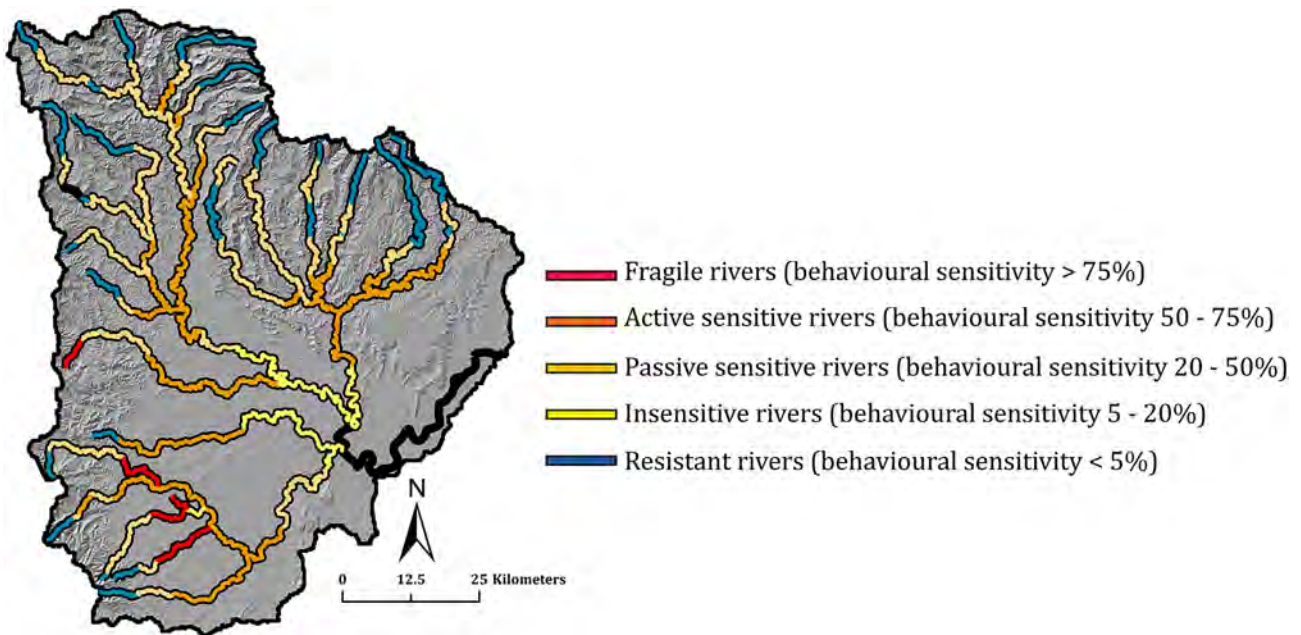 Fragile rivers (behavioural sensitivity > 75%)
Active sensitive rivers (behavioural sensitivity 50 - 75%)
Passive sensitive rivers (behavioural sensitivity 20 - 50%)
Insensitive rivers (behavioural sensitivity 5 - 20%)
Resistant rivers (behavioural sensitivity < 5%)
N
0 12.5 25 Kilometers